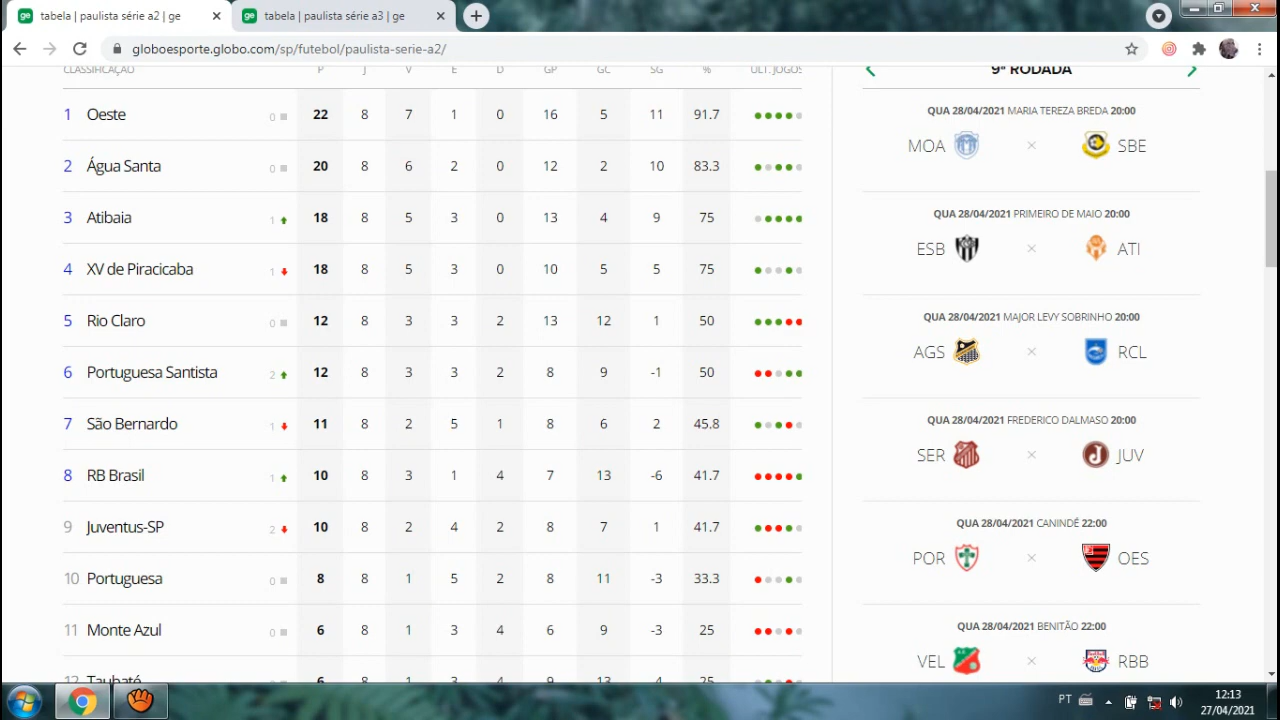 tabela | paulista série a2 | ge
tabela | paulista série a3 | ge
globoesporte.globo.com/sp/futebol/paulista-serie-a2/
CLASSIFICAÇÃO P J V E D GP GC SG % ÚLT. JOGOS
1 Oeste 0 22 8 7 1 0 16 5 11 91.7
2 Água Santa 0 20 8 6 2 0 12 2 10 83.3
3 Atibaia 1 18 8 5 3 0 13 4 9 75
4 XV de Piracicaba 1 18 8 5 3 0 10 5 5 75
5 Rio Claro 0 12 8 3 3 2 13 12 1 50
6 Portuguesa Santista 2 12 8 3 3 2 8 9 -1 50
7 São Bernardo 1 11 8 2 5 1 8 6 2 45.8
8 RB Brasil 1 10 8 3 1 4 7 13 -6 41.7
9 Juventus-SP 2 10 8 2 4 2 8 7 1 41.7
10 Portuguesa 0 8 8 1 5 2 8 11 -3 33.3
11 Monte Azul 0 6 8 1 3 4 6 9 -3 25
12 Taubaté 6 8 1 3 4 9 13 -4 25
9ª RODADA
QUA 28/04/2021 MARIA TEREZA BREDA 20:00
MOA × SBE
QUA 28/04/2021 PRIMEIRO DE MAIO 20:00
ESB × ATI
QUA 28/04/2021 MAJOR LEVY SOBRINHO 20:00
AGS × RCL
QUA 28/04/2021 FREDERICO DALMASO 20:00
SER × JUV
QUA 28/04/2021 CANINDÉ 22:00
POR × OES
QUA 28/04/2021 BENITÃO 22:00
VEL × RBB
PT
12:13
27/04/2021